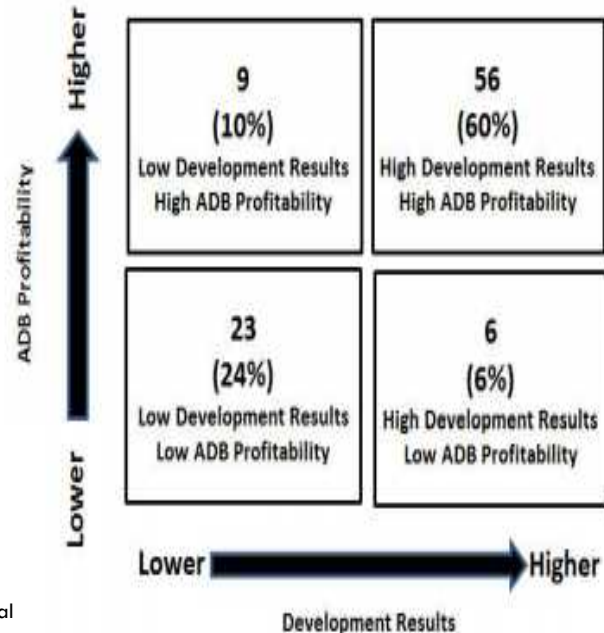 Higher
ADB Profitability
Lower
9
(10%)
Low Development Results
High ADB Profitability
56
(60%)
High Development Results
High ADB Profitability
23
(24%)
Low Development Results
Low ADB Profitability
6
(6%)
High Development Results
Low ADB Profitability
Lower
Higher
Development Results
al